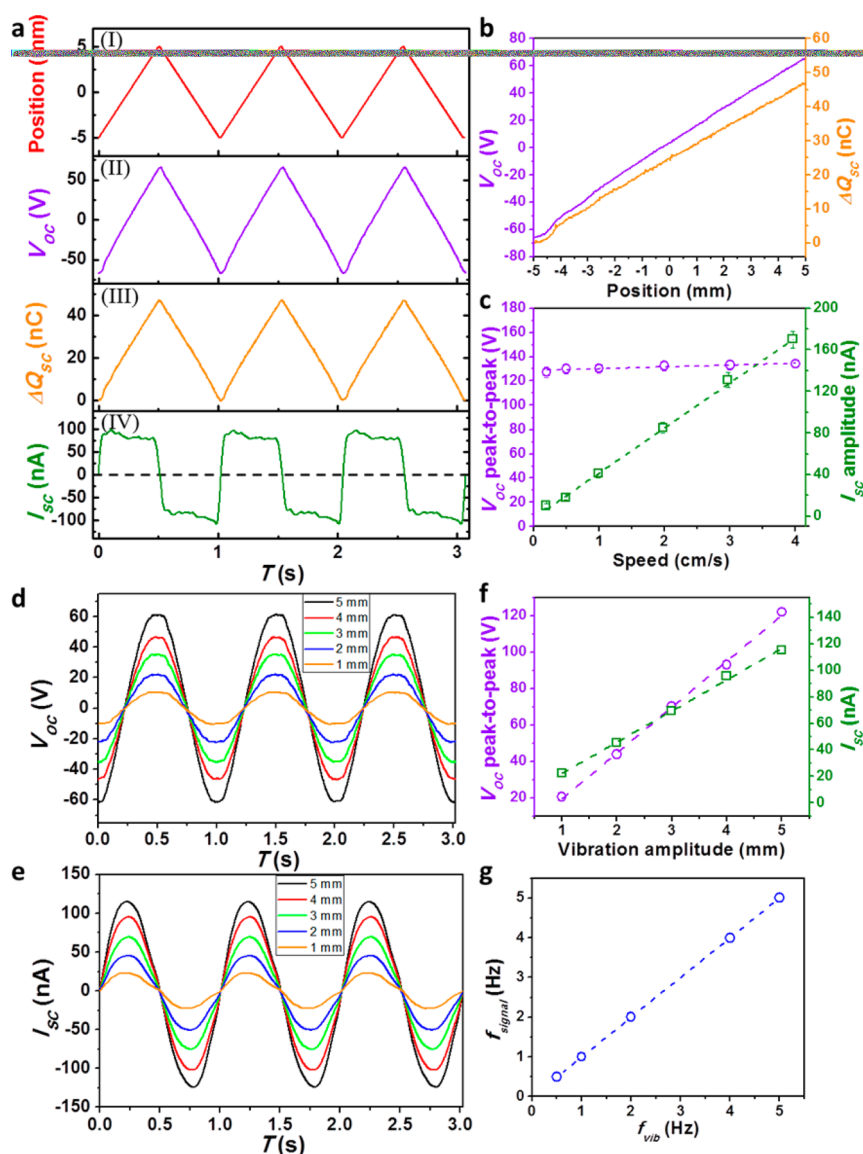 a
(I)
Position (mm)
5
0
-5
(II)
V_OC (V)
50
0
-50
(III)
ΔQ_SC (nC)
40
20
0
(IV)
I_SC (nA)
100
50
0
-50
-100
0 1 2 3
T (s)
b
V_OC (V)
80
60
40
20
0
-20
-40
-60
-80
ΔQ_SC (nC)
60
50
40
30
20
10
0
-5 -4 -3 -2 -1 0 1 2 3 4 5
Position (mm)
c
V_OC peak-to-peak (V)
180
160
140
120
100
80
60
40
20
0
I_SC amplitude (nA)
200
160
120
80
40
0
0 1 2 3 4
Speed (cm/s)
d
V_OC (V)
60
40
20
0
-20
-40
-60
5 mm
4 mm
3 mm
2 mm
1 mm
0.0 0.5 1.0 1.5 2.0 2.5 3.0
T (s)
e
I_SC (nA)
150
100
50
0
-50
-100
-150
5 mm
4 mm
3 mm
2 mm
1 mm
0.0 0.5 1.0 1.5 2.0 2.5 3.0
T (s)
f
V_OC peak-to-peak (V)
120
100
80
60
40
20
I_SC (nA)
140
120
100
80
60
40
20
0
1 2 3 4 5
Vibration amplitude (mm)
g
f_signal (Hz)
5
4
3
2
1
0
0 1 2 3 4 5
f_vib (Hz)